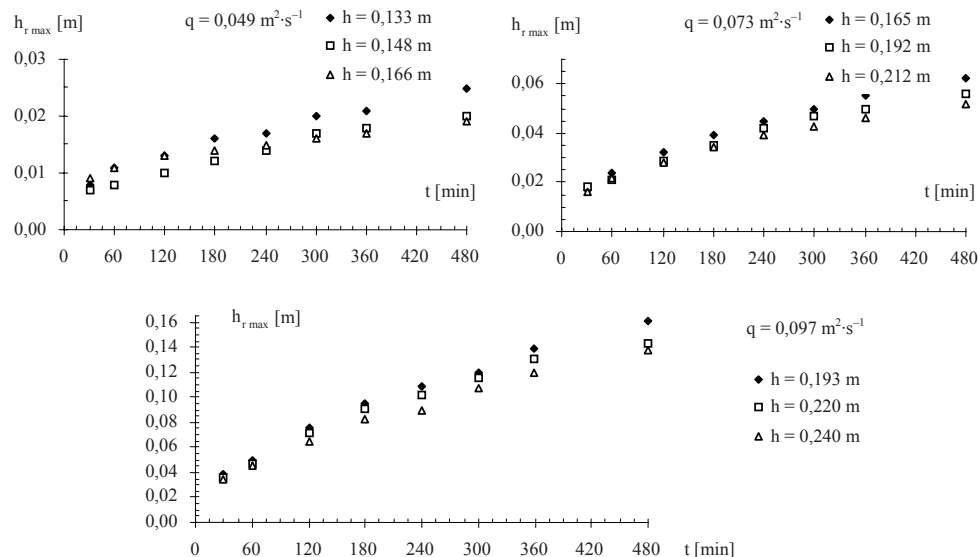 h_{r max} [m]
q = 0,049 m²·s⁻¹
h = 0,133 m
h = 0,148 m
h = 0,166 m
0,03
0,02
0,01
0,00
t [min]
0 60 120 180 240 300 360 420 480
h_{r max} [m]
q = 0,073 m²·s⁻¹
h = 0,165 m
h = 0,192 m
h = 0,212 m
0,06
0,04
0,02
0,00
t [min]
0 60 120 180 240 300 360 420 480
h_{r max} [m]
q = 0,097 m²·s⁻¹
h = 0,193 m
h = 0,220 m
h = 0,240 m
0,16
0,14
0,12
0,10
0,08
0,06
0,04
0,02
0,00
0 60 120 180 240 300 360 420 480
t [min]